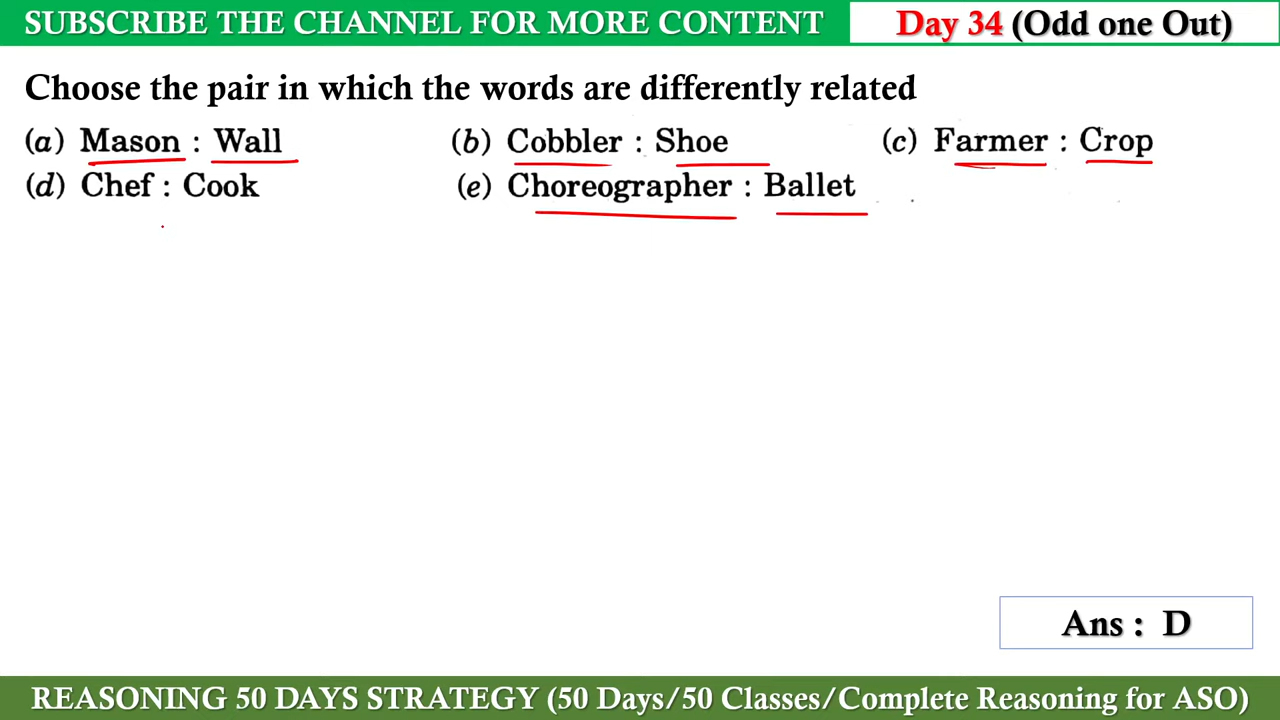 SUBSCRIBE THE CHANNEL FOR MORE CONTENT
Day 34 (Odd one Out)
Choose the pair in which the words are differently related
(a) Mason : Wall (b) Cobbler : Shoe (c) Farmer : Crop
(d) Chef : Cook (e) Choreographer : Ballet
Ans : D
REASONING 50 DAYS STRATEGY (50 Days/50 Classes/Complete Reasoning for ASO)